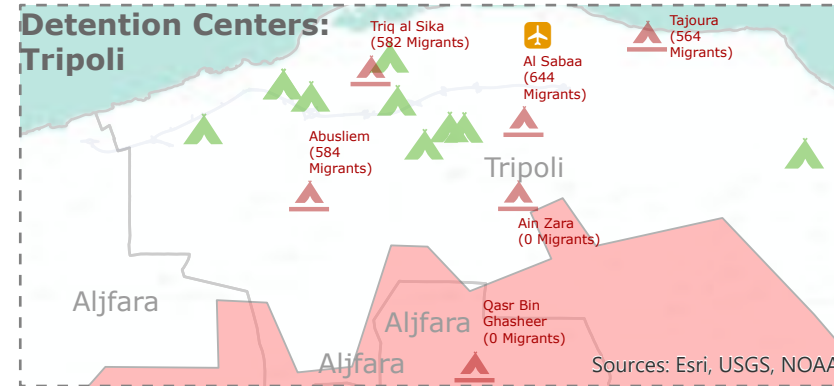 Detention Centers:
Tripoli
Triq al Sika
(582 Migrants)
Tajoura
(564
Migrants)
Al Sabaa
(644
Migrants)
Abusliem
(584
Migrants)
Tripoli
Ain Zara
(0 Migrants)
Aljfara
Qasr Bin
Ghasheer
(0 Migrants)
Aljfara
Aljfara
Sources: Esri, USGS, NOAA